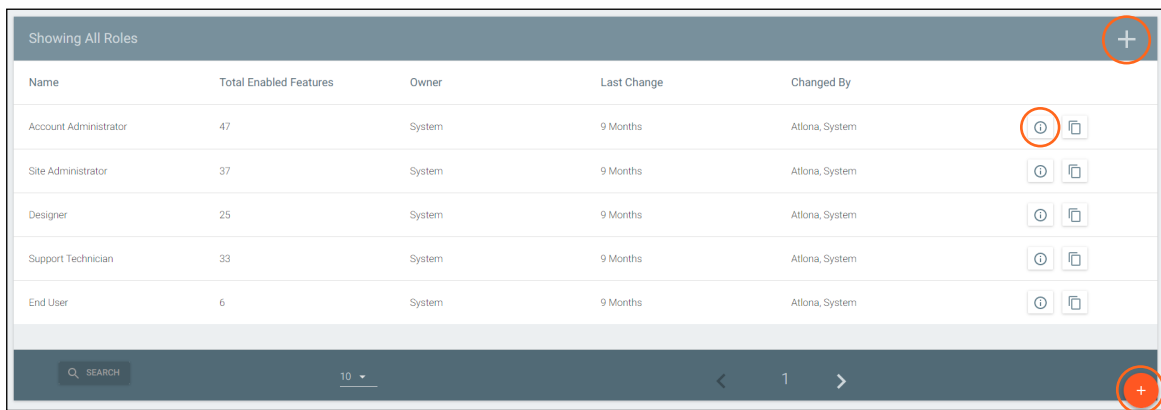 Showing All Roles +
Name Total Enabled Features Owner Last Change Changed By
Account Administrator 47 System 9 Months Atlona, System
Site Administrator 37 System 9 Months Atlona, System
Designer 25 System 9 Months Atlona, System
Support Technician 33 System 9 Months Atlona, System
End User 6 System 9 Months Atlona, System
SEARCH 10 1
+